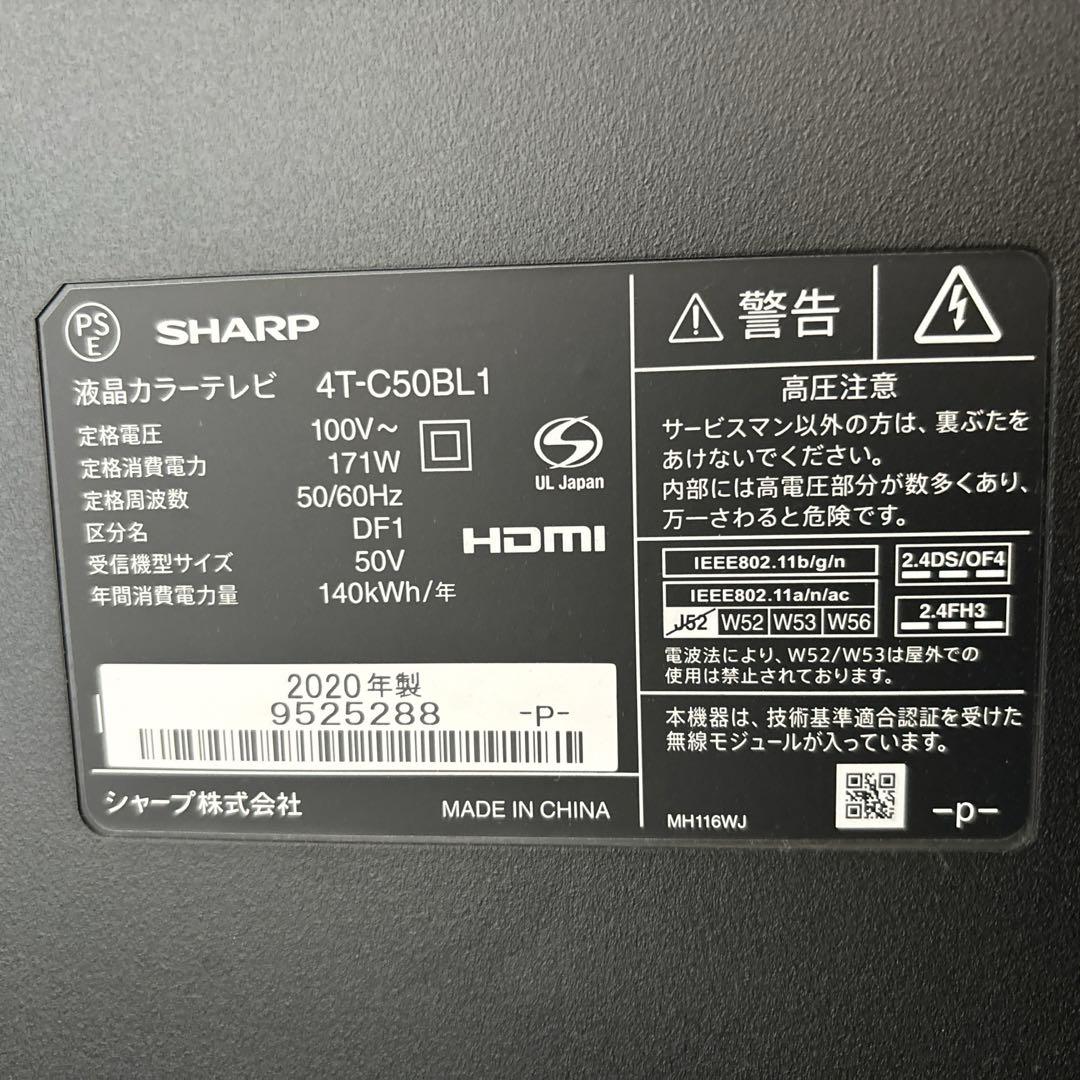 PS
E
SHARP
液晶カラーテレビ 4T-C50BL1
定格電圧 100V～
定格消費電力 171W
定格周波数 50/60Hz
区分名 DF1
受信機型サイズ 50V
年間消費電力量 140kWh/年
UL Japan
HDMI
2020年製
9525288 -P-
シャープ株式会社 MADE IN CHINA
警告
高圧注意
サービスマン以外の方は、裏ぶたを
あけないでください。
内部には高電圧部分が数多くあり、
万一さわると危険です。
IEEE802.11b/g/n
IEEE802.11a/n/ac
J52 W52 W53 W56
2.4DS/OF4
2.4FH3
電波法により、W52/W53は屋外での
使用は禁止されております。
本機器は、技術基準適合認証を受けた
無線モジュールが入っています。
MH116WJ -p-